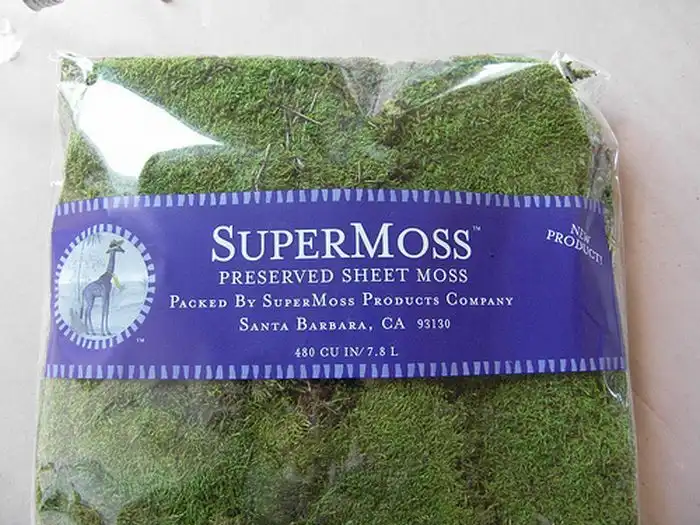 SUPERMOSS™
PRESERVED SHEET MOSS
PACKED BY SUPERMOSS PRODUCTS COMPANY
SANTA BARBARA, CA 93130
480 CU IN/7.8 L
NEW
PRODUCT!
TM